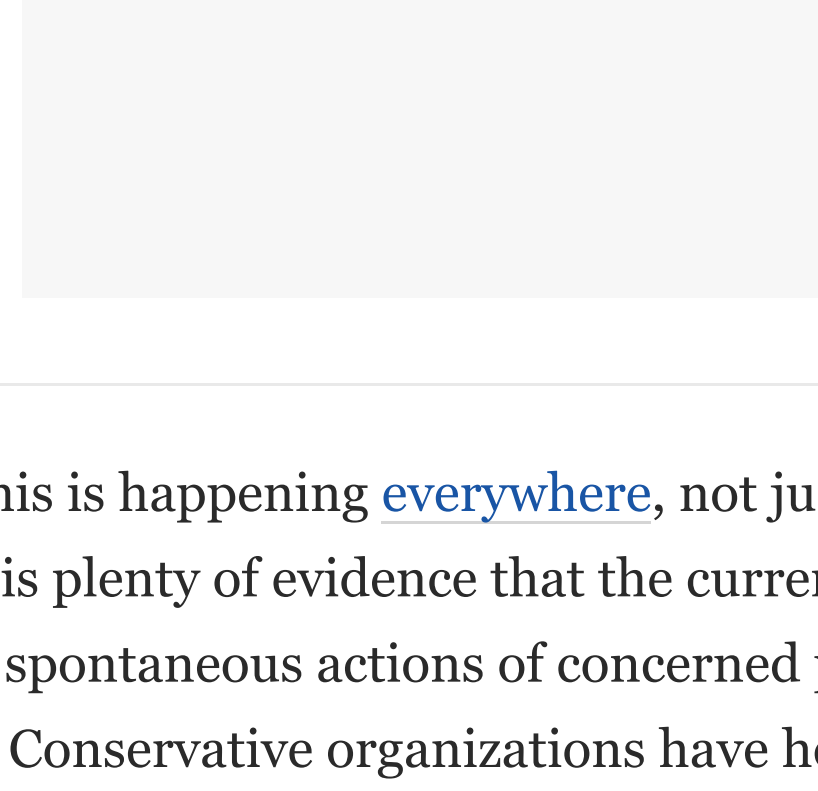 his is happening everywhere, not ju
is plenty of evidence that the curre
spontaneous actions of concerned
Conservative organizations have h